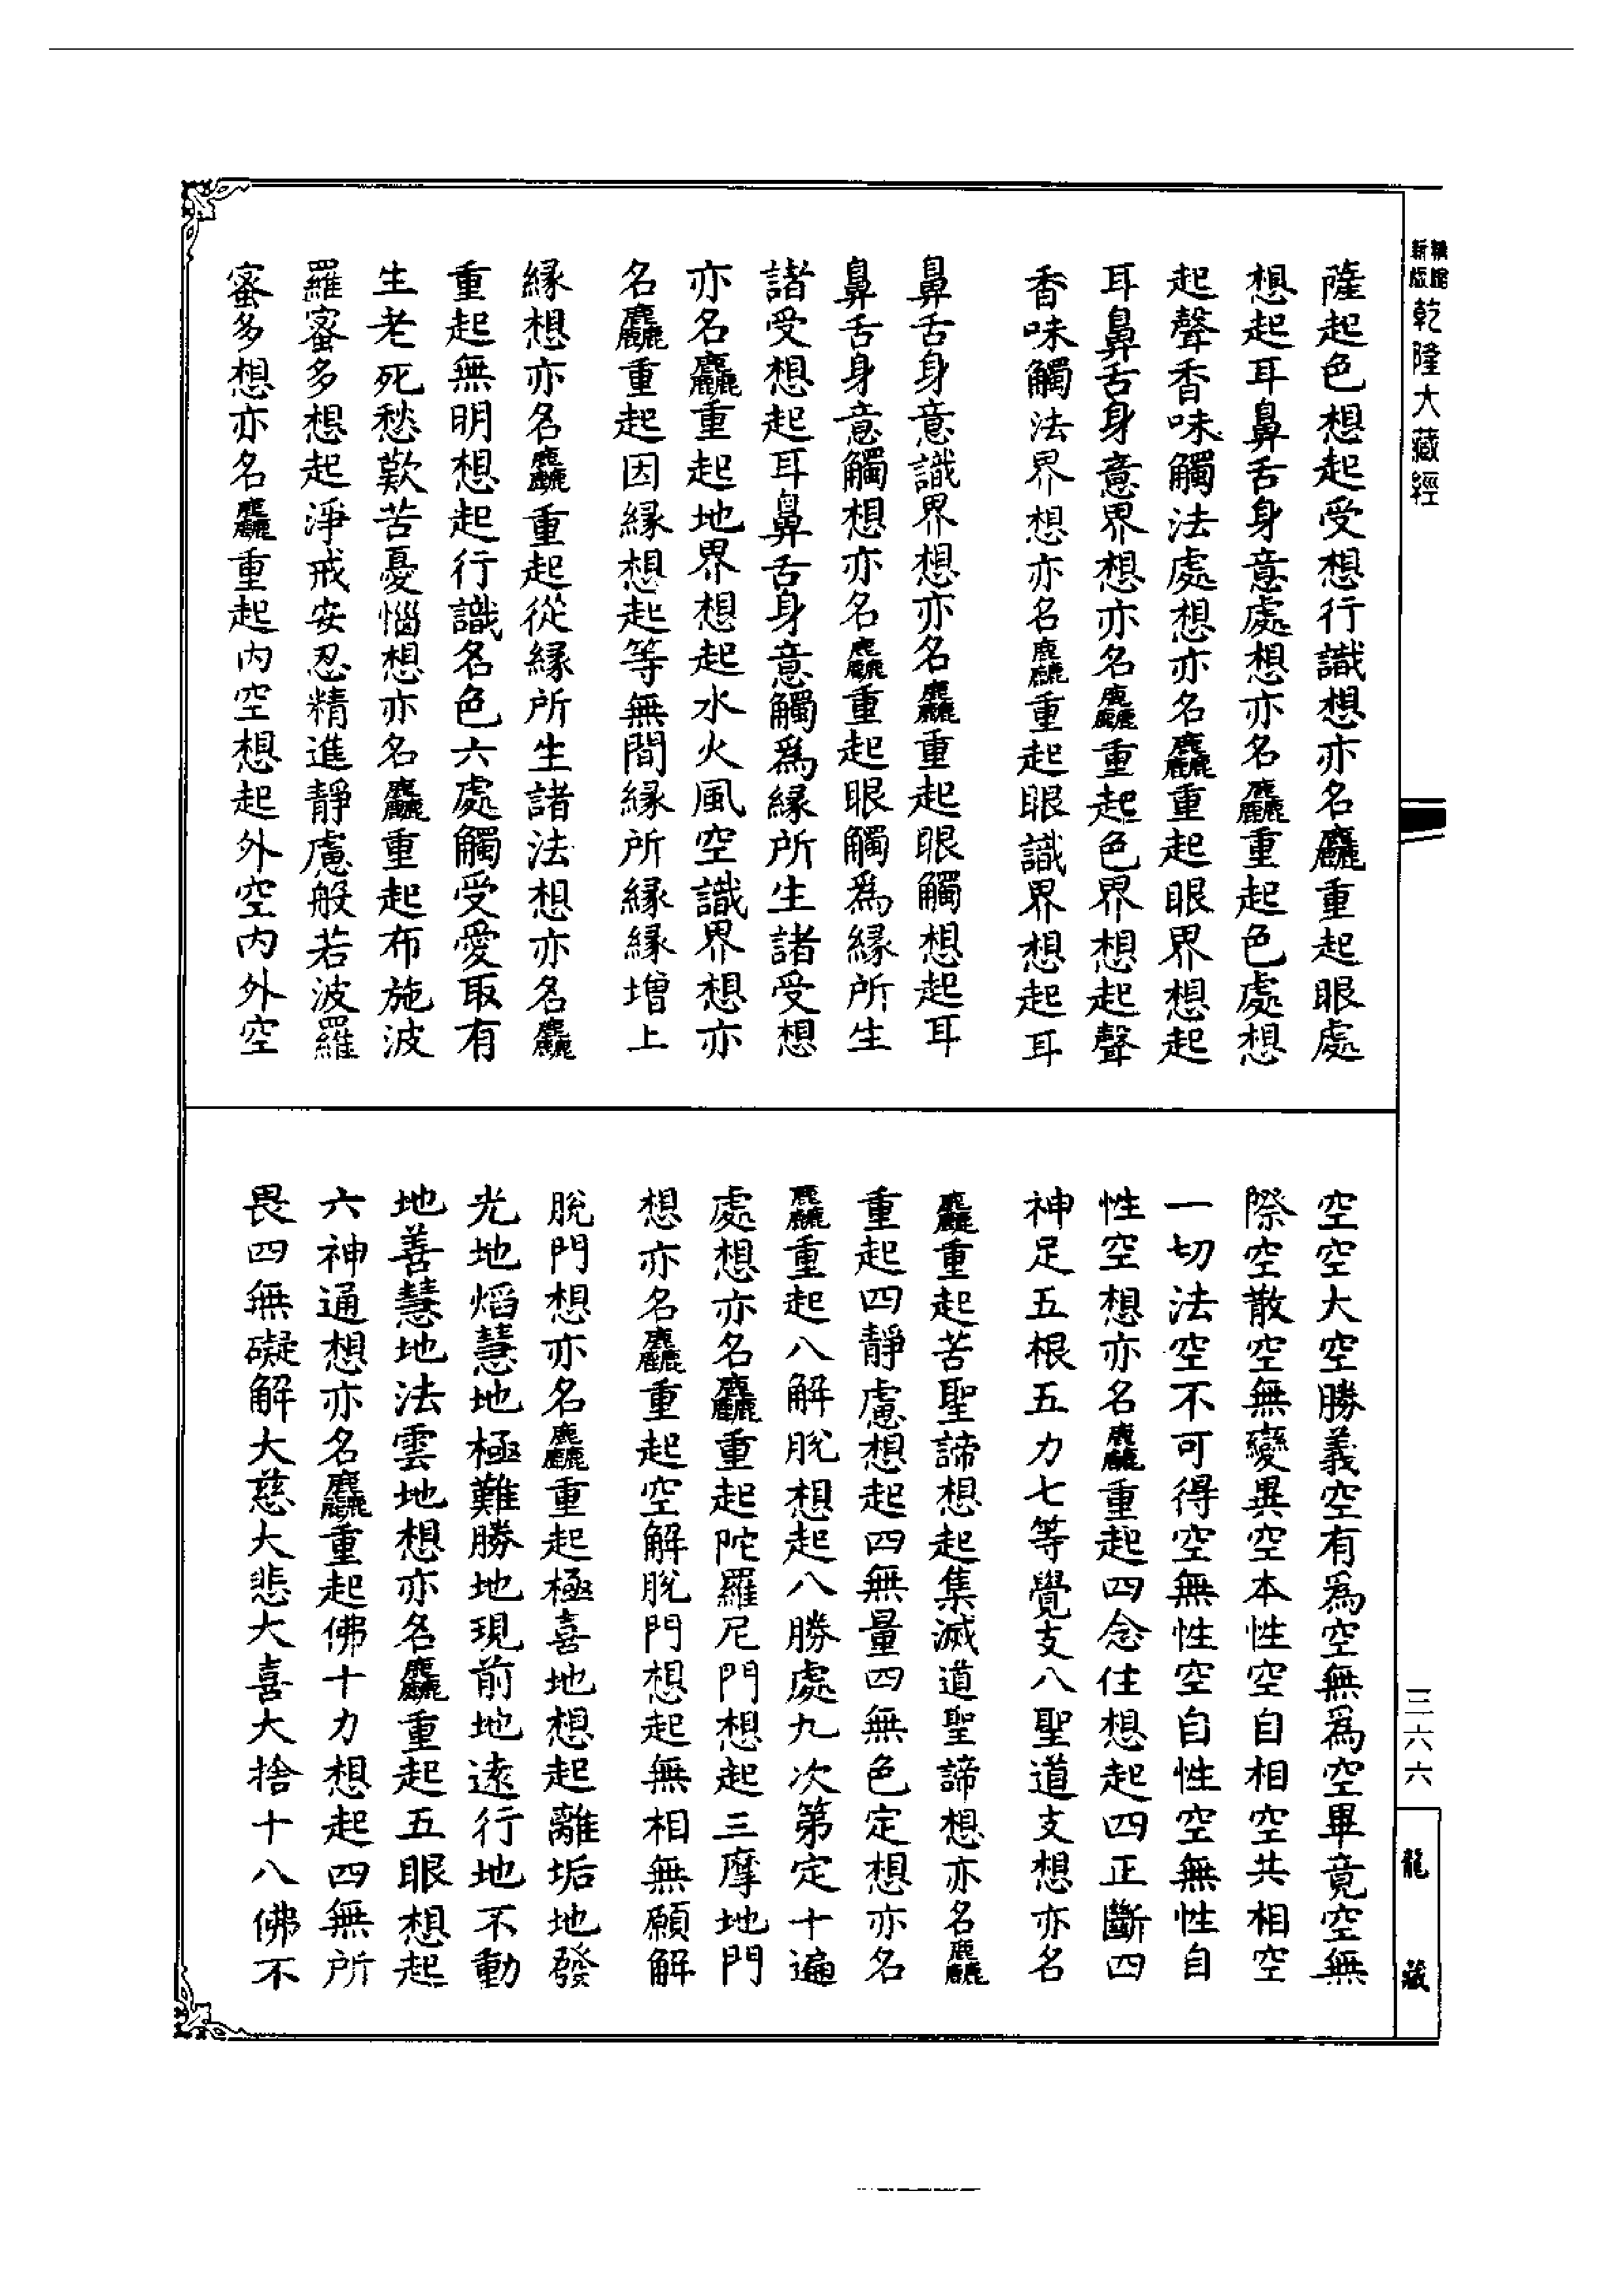 精縮新版乾隆大藏經
薩起色想起受想行識想亦名麤重起眼處
想起耳鼻舌身意處想亦名麤重起色處想
起聲香味觸法處想亦名麤重起眼界想起
耳鼻舌身意界想亦名麤重起色界想起聲
香味觸法界想亦名麤重起眼識界想起耳
鼻舌身意識界想亦名麤重起眼觸想起耳
鼻舌身意觸想亦名麤重起眼觸爲緣所生
諸受想起耳鼻舌身意觸爲緣所生諸受想
亦名麤重起地界想起水火風空識界想亦
名麤重起因緣想起等無間緣所緣緣增上
緣想亦名麤重起從緣所生諸法想亦名麤
重起無明想起行識名色六處觸受愛取有
生老死愁歎苦憂惱想亦名麤重起布施波
羅蜜多想起淨戒安忍精進靜慮般若波羅
蜜多想亦名麤重起內空想起外空內外空
空空大空勝義空有爲空無爲空畢竟空無
際空散空無變異空本性空自相空共相空
一切法空不可得空無性空自性空無性自
性空想亦名麤重起四念住想起四正斷四
神足五根五力七等覺支八聖道支想亦名
麤重起苦聖諦想起集滅道聖諦想亦名麤
重起四靜慮想起四無量四無色定想亦名
麤重起八解脫想起八勝處九次第定十遍
處想亦名麤重起陀羅尼門想起三摩地門
想亦名麤重起空解脫門想起無相無願解
脫門想亦名麤重起極喜地想起離垢地發
光地焰慧地極難勝地現前地遠行地不動
地善慧地法雲地想亦名麤重起五眼想起
六神通想亦名麤重起佛十力想起四無所
畏四無礙解大慈大悲大喜大捨十八佛不
三六六
龍藏